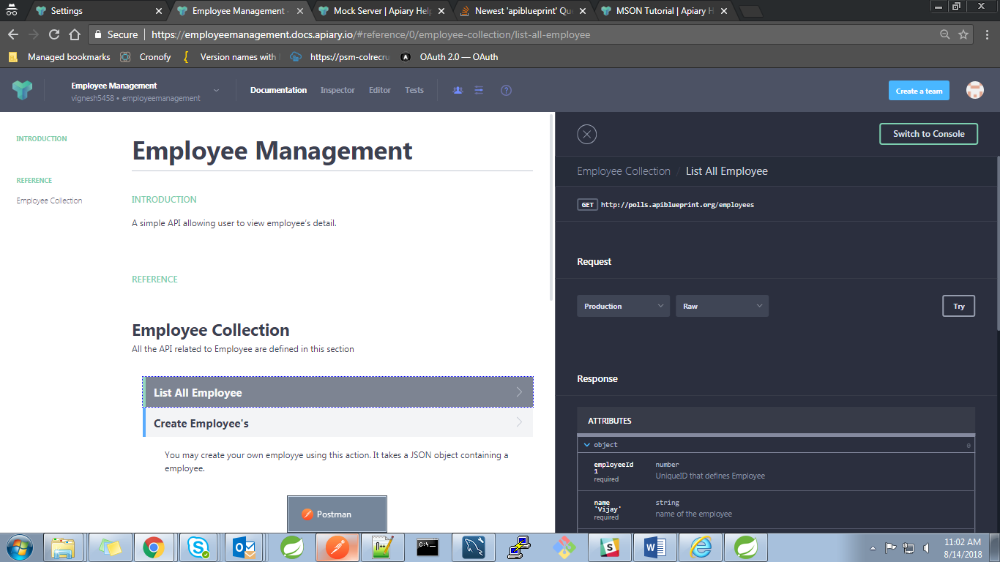 Settings
Employee Management -
Mock Server | Apiary Help
Newest 'apiblueprint' Qu
MSON Tutorial | Apiary H
Secure
https://employeemanagement.docs.apiary.io/#reference/0/employee-collection/list-all-employee
Managed bookmarks
Cronofy
Version names with
https://psm-colrecru
OAuth 2.0 — OAuth
Employee Management
vignesh5458 • employeemanagement
Documentation
Inspector
Editor
Tests
?
Create a team
INTRODUCTION
REFERENCE
Employee Collection
Employee Management
INTRODUCTION
A simple API allowing user to view employee's detail.
REFERENCE
Employee Collection
All the API related to Employee are defined in this section
List All Employee
Create Employee's
You may create your own employye using this action. It takes a JSON object containing a
employee.
Switch to Console
Employee Collection / List All Employee
GET http://polls.apiblueprint.org/employees
Request
Production
Raw
Try
Response
ATTRIBUTES
object
employeeId
1
required
number
UniqueID that defines Employee
name
'Vijay'
required
string
name of the employee
Postman
11:02 AM
8/14/2018